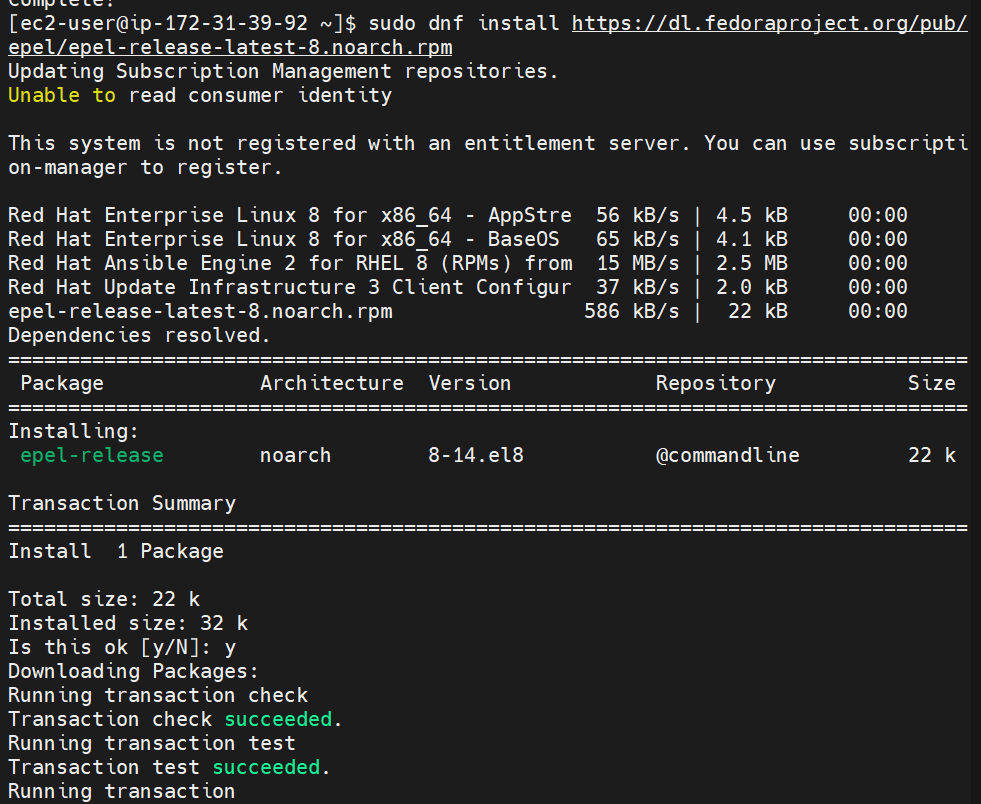 Complete!
[ec2-user@ip-172-31-39-92 ~]$ sudo dnf install https://dl.fedoraproject.org/pub/
epel/epel-release-latest-8.noarch.rpm
Updating Subscription Management repositories.
Unable to read consumer identity
This system is not registered with an entitlement server. You can use subscripti
on-manager to register.
Red Hat Enterprise Linux 8 for x86_64 - AppStre  56 kB/s | 4.5 kB     00:00
Red Hat Enterprise Linux 8 for x86_64 - BaseOS   65 kB/s | 4.1 kB     00:00
Red Hat Ansible Engine 2 for RHEL 8 (RPMs) from  15 MB/s | 2.5 MB     00:00
Red Hat Update Infrastructure 3 Client Configur  37 kB/s | 2.0 kB     00:00
epel-release-latest-8.noarch.rpm                586 kB/s |  22 kB     00:00
Dependencies resolved.
================================================================================
 Package             Architecture  Version            Repository           Size
================================================================================
Installing:
 epel-release        noarch        8-14.el8           @commandline         22 k
Transaction Summary
================================================================================
Install  1 Package
Total size: 22 k
Installed size: 32 k
Is this ok [y/N]: y
Downloading Packages:
Running transaction check
Transaction check succeeded.
Running transaction test
Transaction test succeeded.
Running transaction